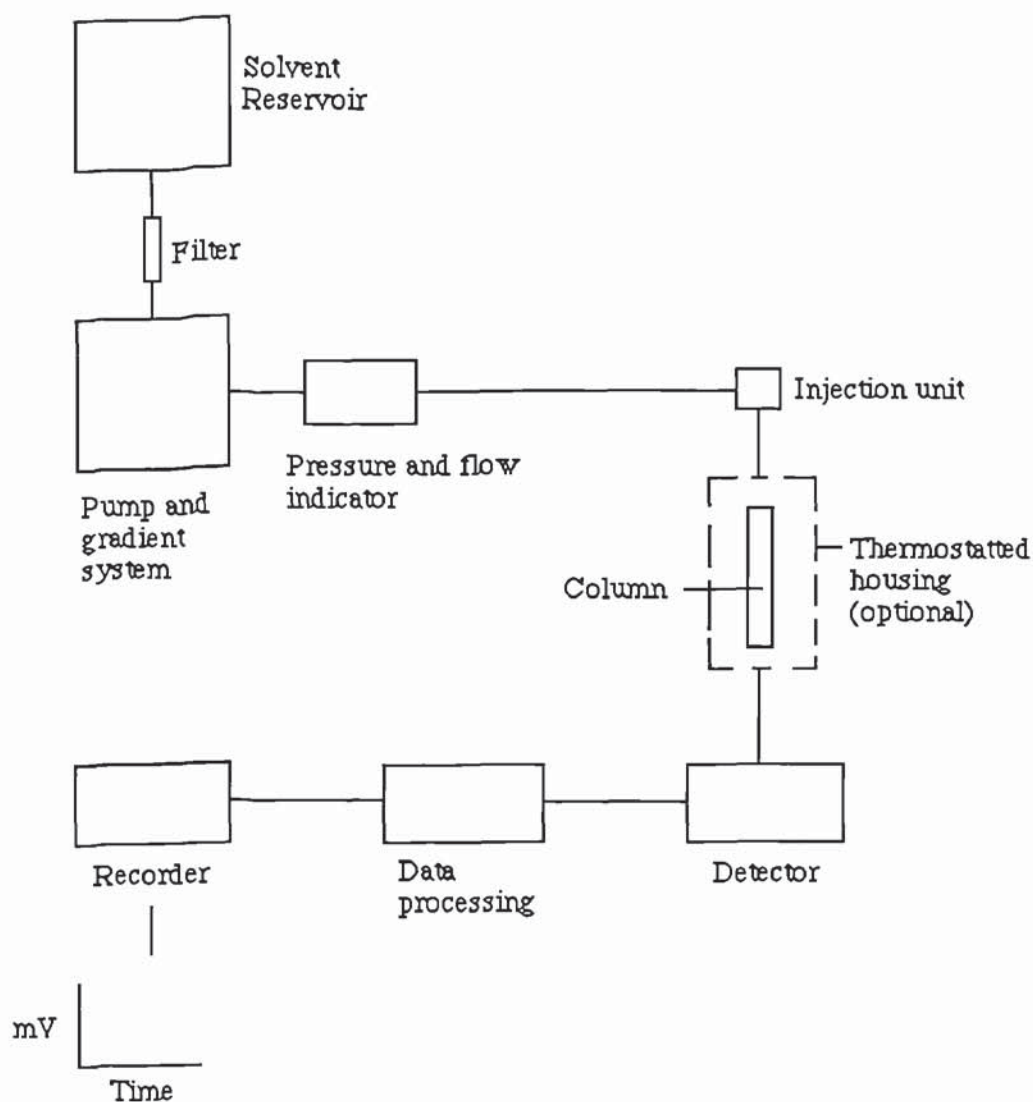 Solvent
Reservoir
Filter
Pump and
gradient
system
Pressure and flow
indicator
Injection unit
Column
Thermostatted
housing
(optional)
Recorder
Data
processing
Detector
mV
Time